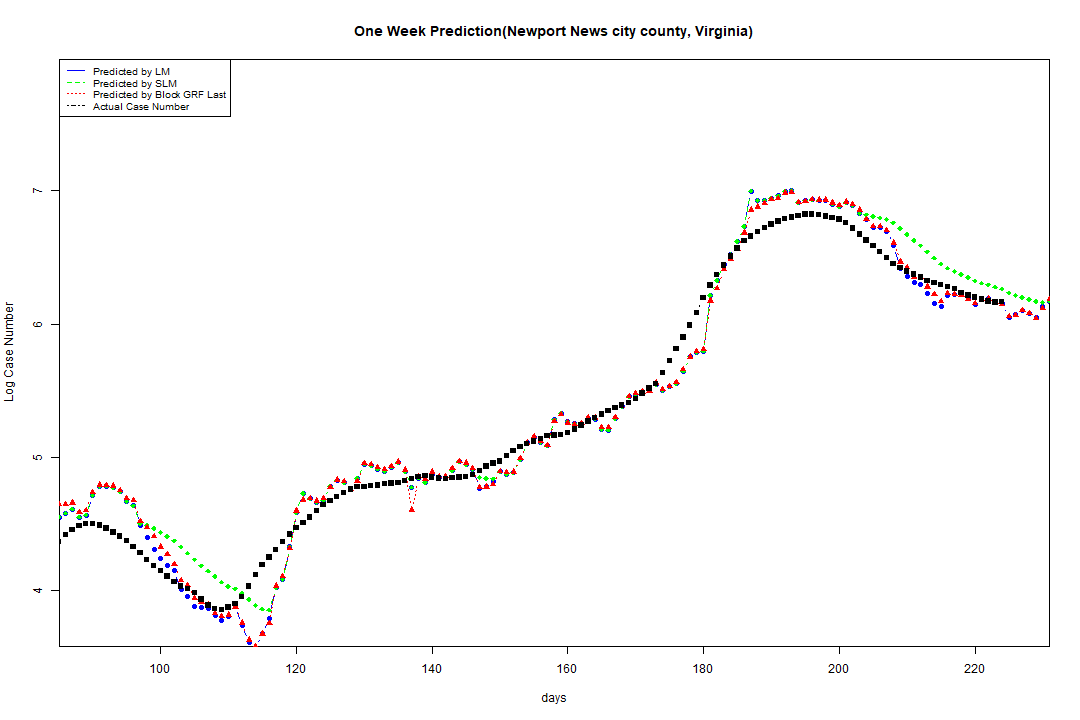 One Week Prediction(Newport News city county, Virginia)
Predicted by LM
Predicted by SLM
Predicted by Block GRF Last
Actual Case Number
7
6
5
4
Log Case Number
100 120 140 160 180 200 220
days